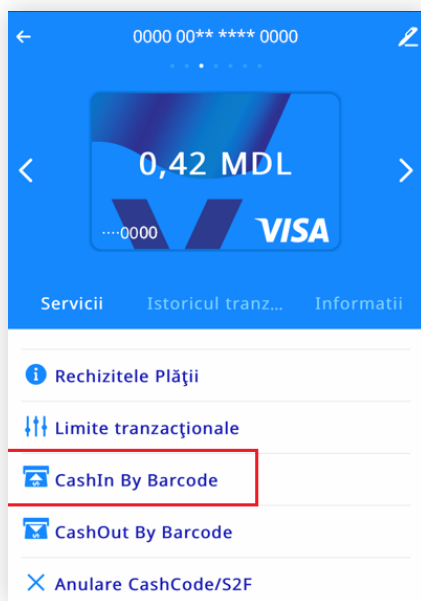 0000 00** **** 0000
0,42 MDL
····0000
VISA
Servicii
Istoricul tranz...
Informatii
Rechizitele Plăţii
Limite tranzacţionale
CashIn By Barcode
CashOut By Barcode
Anulare CashCode/S2F